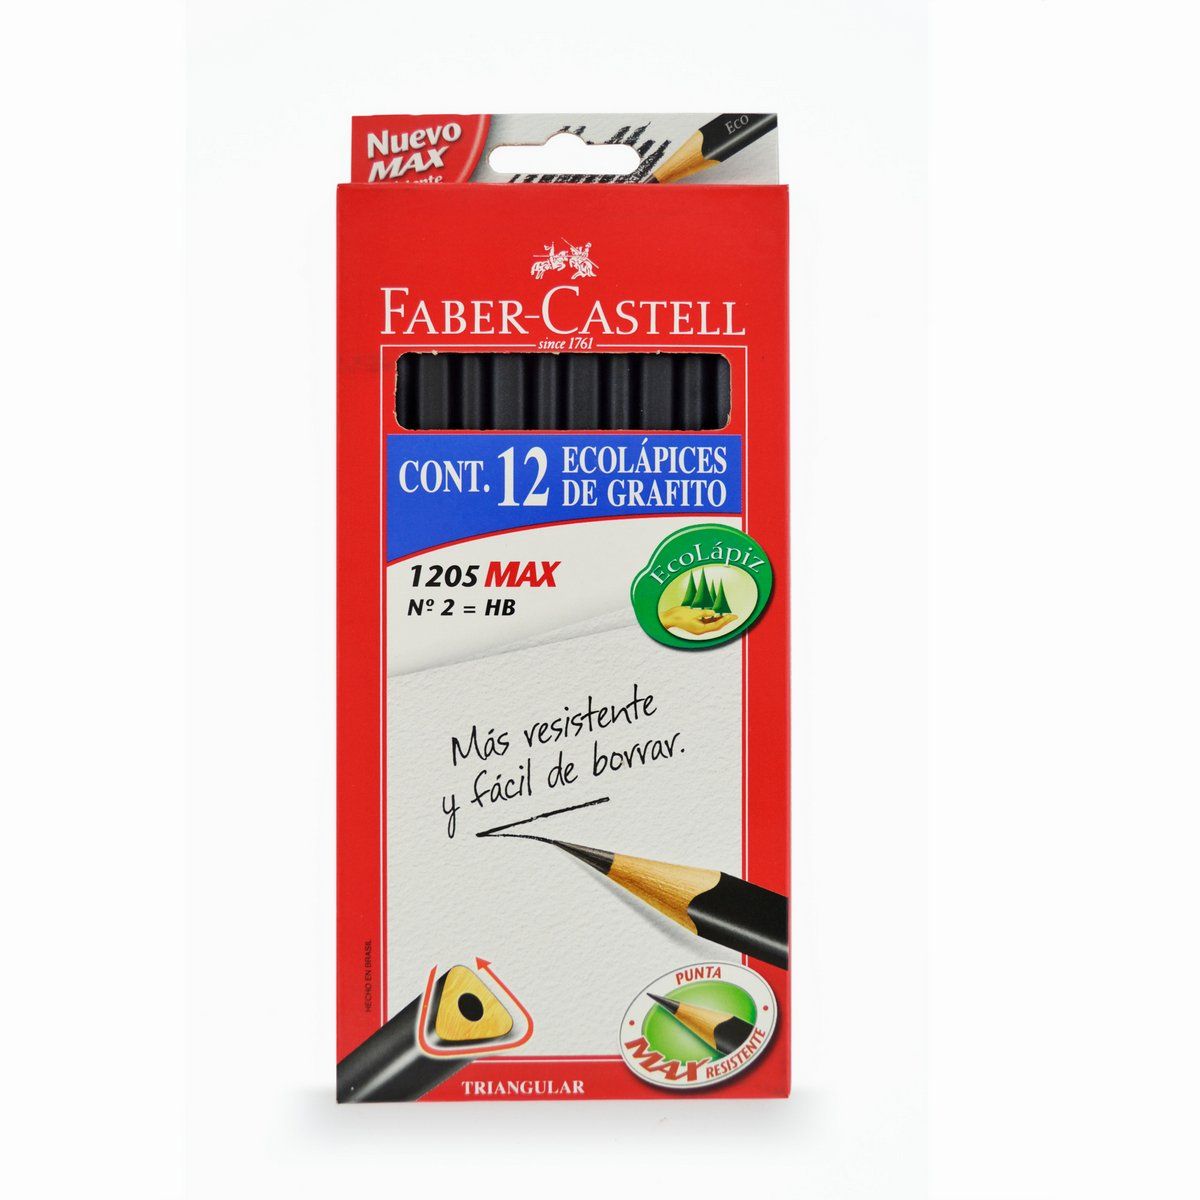 Nuevo
MAX
Eco
FABER-CASTELL
since 1761
CONT. 12 ECOLÁPICES
DE GRAFITO
EcoLápiz
1205 MAX
Nº 2 = HB
Más resistente
y fácil de borrar.
HECHO EN BRASIL
PUNTA
MAX RESISTENTE
TRIANGULAR